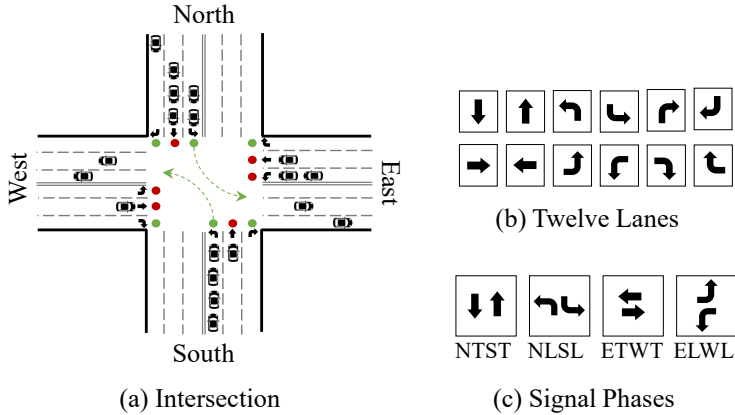 North
West
East
South
(a) Intersection
(b) Twelve Lanes
NTST NLSL ETWT ELWL
(c) Signal Phases